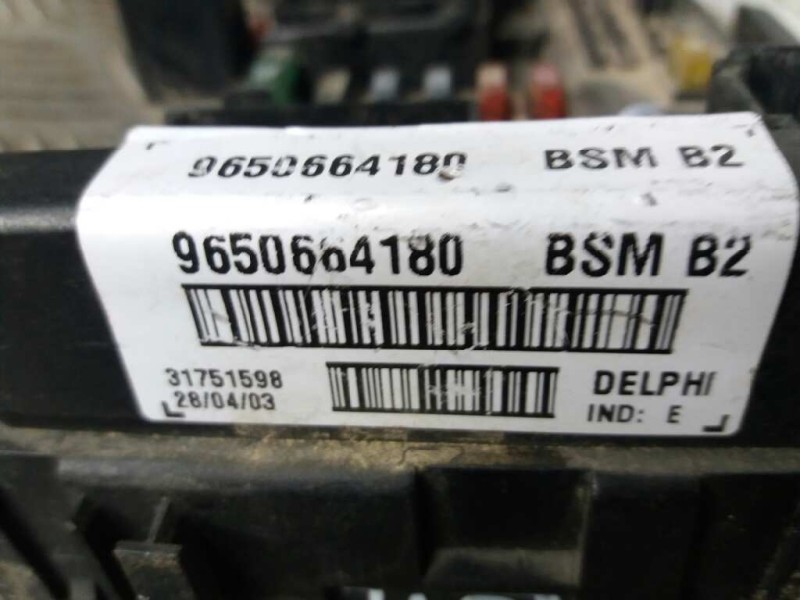 9650664180 BSM B2
9650664180 BSM B2
31751598 DELPHI
28/04/03 IND: E